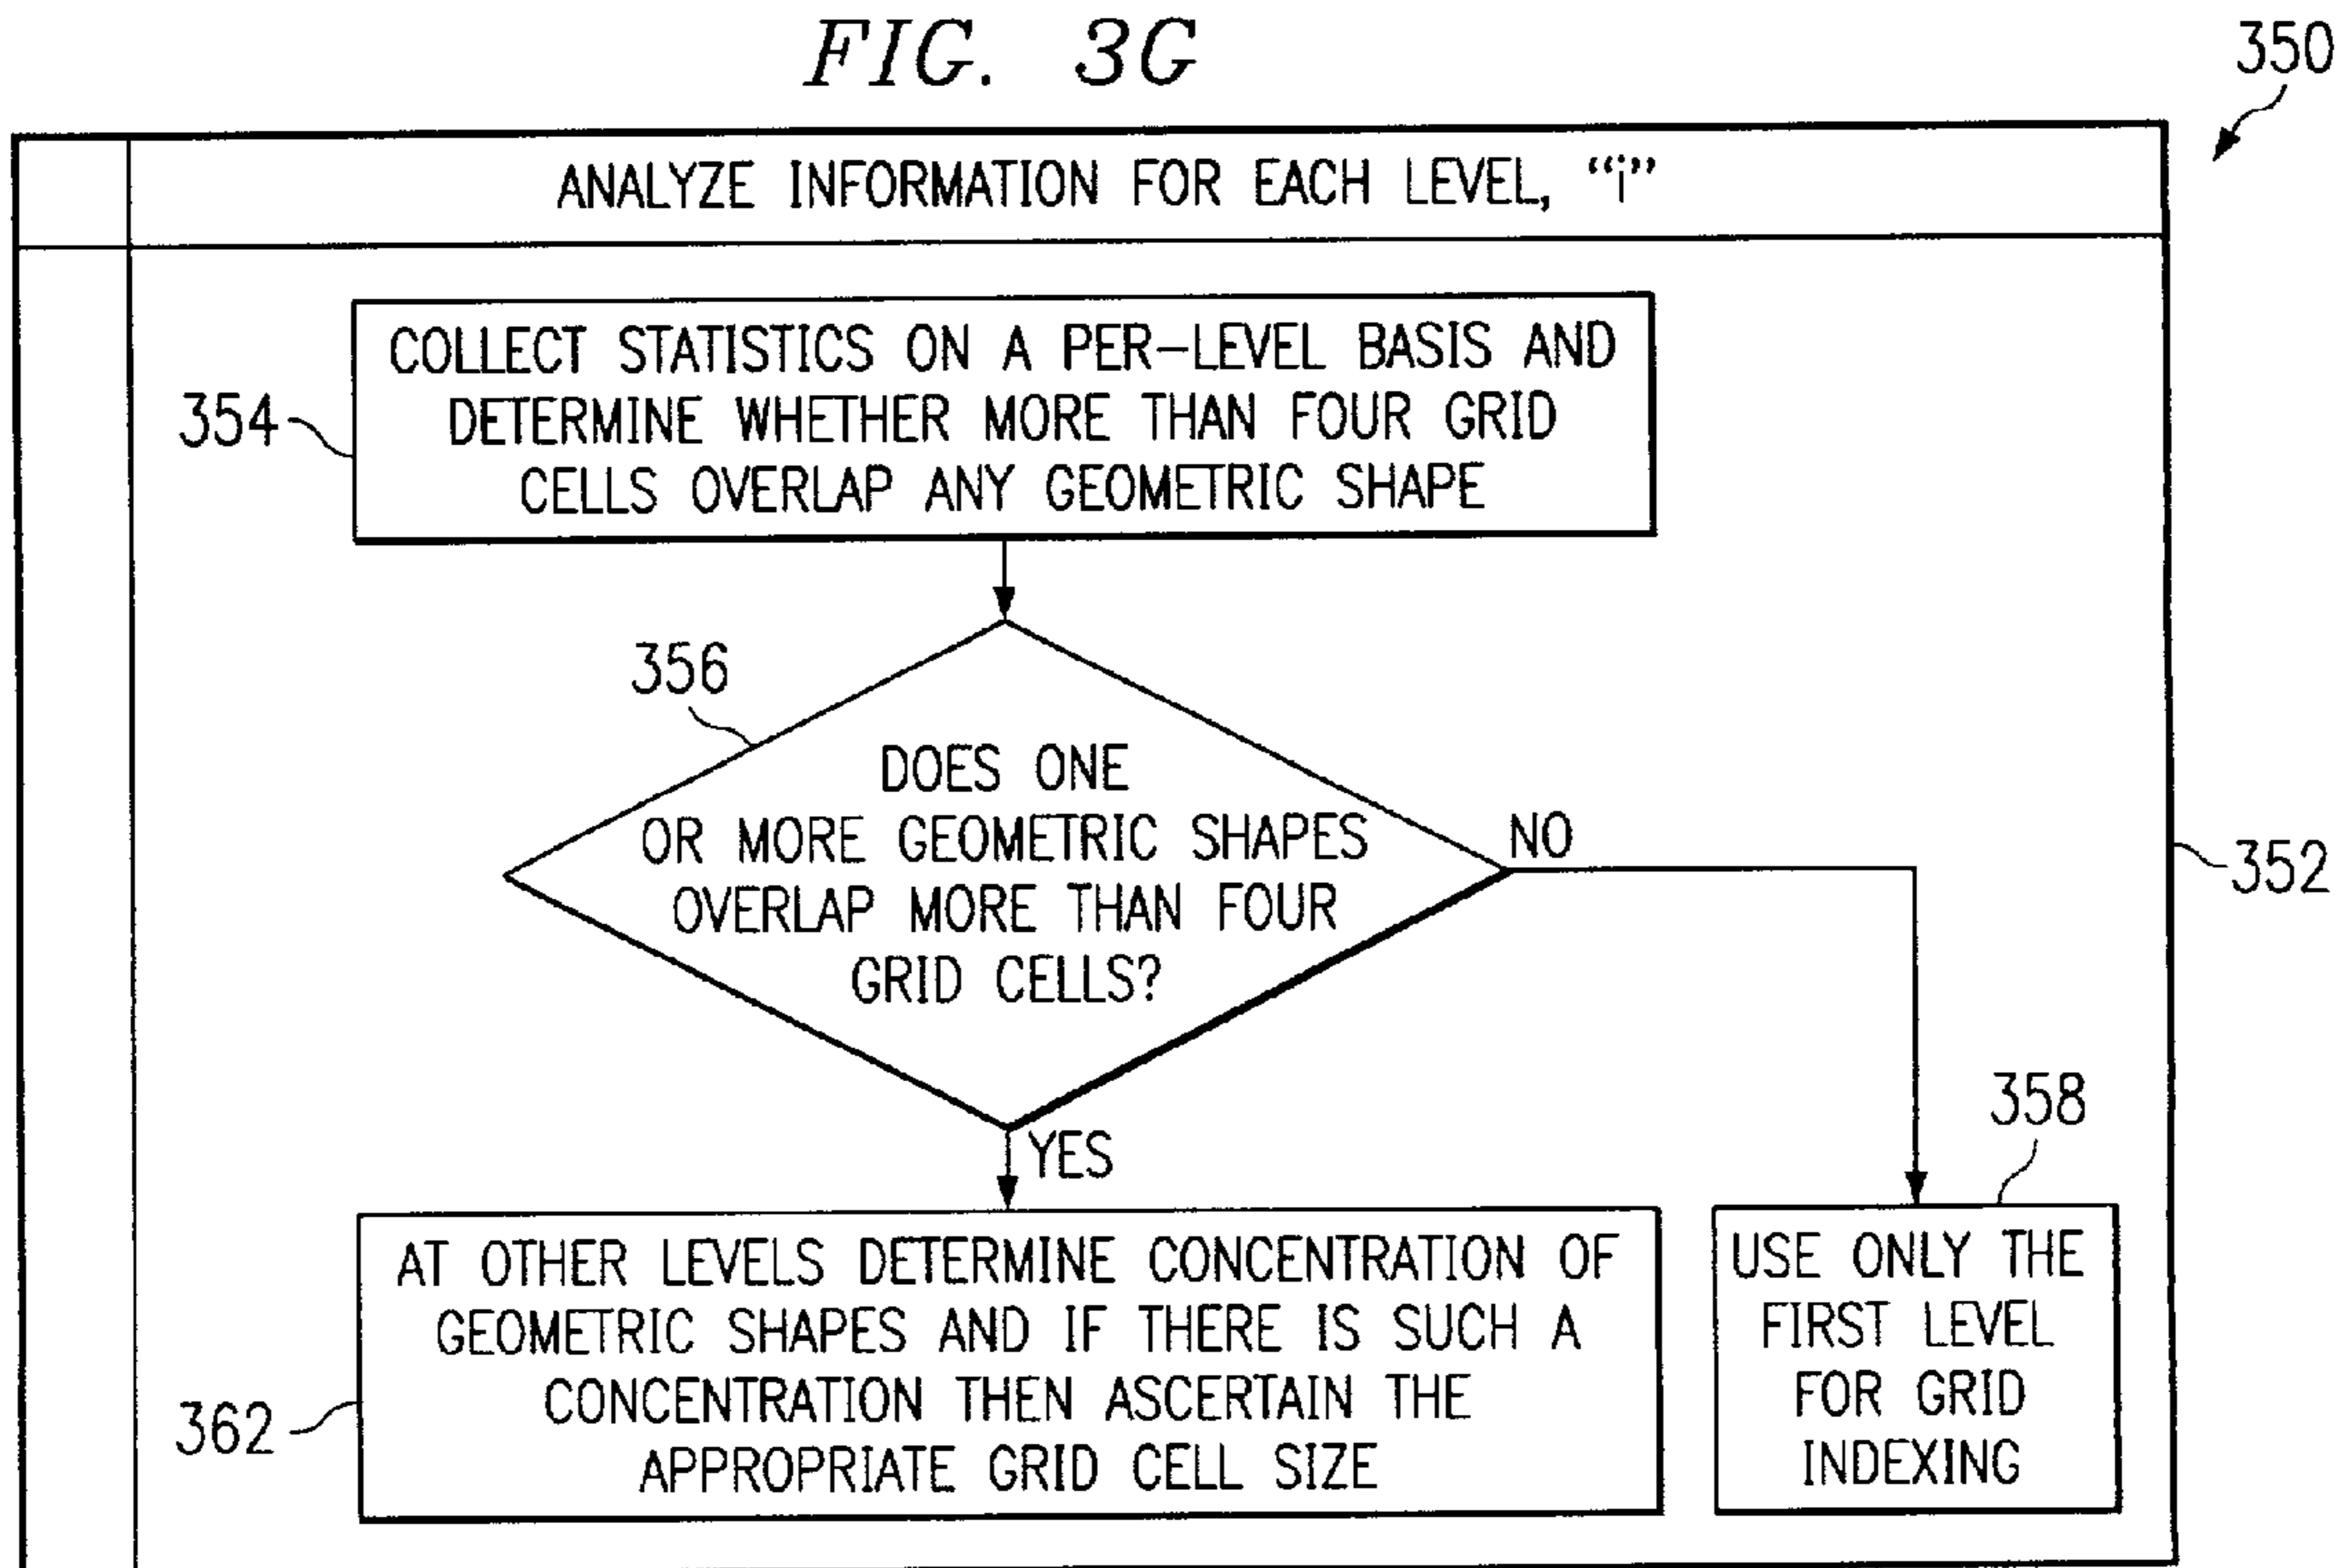 FIG. 3G
350
ANALYZE INFORMATION FOR EACH LEVEL, “i”
COLLECT STATISTICS ON A PER–LEVEL BASIS AND
DETERMINE WHETHER MORE THAN FOUR GRID
CELLS OVERLAP ANY GEOMETRIC SHAPE
354
356
DOES ONE
OR MORE GEOMETRIC SHAPES
OVERLAP MORE THAN FOUR
GRID CELLS?
NO
352
YES
358
AT OTHER LEVELS DETERMINE CONCENTRATION OF
GEOMETRIC SHAPES AND IF THERE IS SUCH A
CONCENTRATION THEN ASCERTAIN THE
APPROPRIATE GRID CELL SIZE
362
USE ONLY THE
FIRST LEVEL
FOR GRID
INDEXING